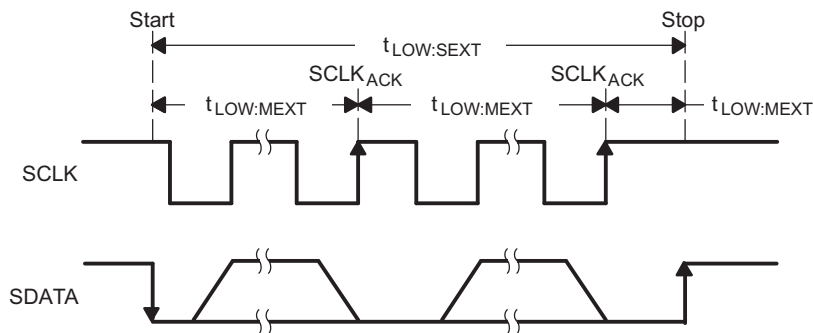 Start Stop
tLOW:SEXT
SCLKACK SCLKACK
tLOW:MEXT tLOW:MEXT tLOW:MEXT
SCLK
SDATA